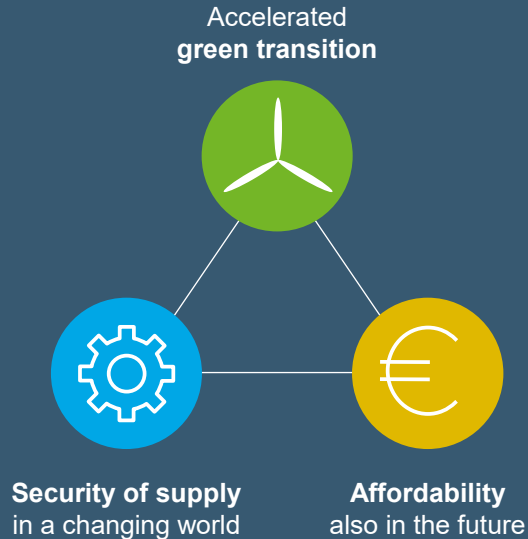 Accelerated
green transition
Security of supply
in a changing world
Affordability
also in the future